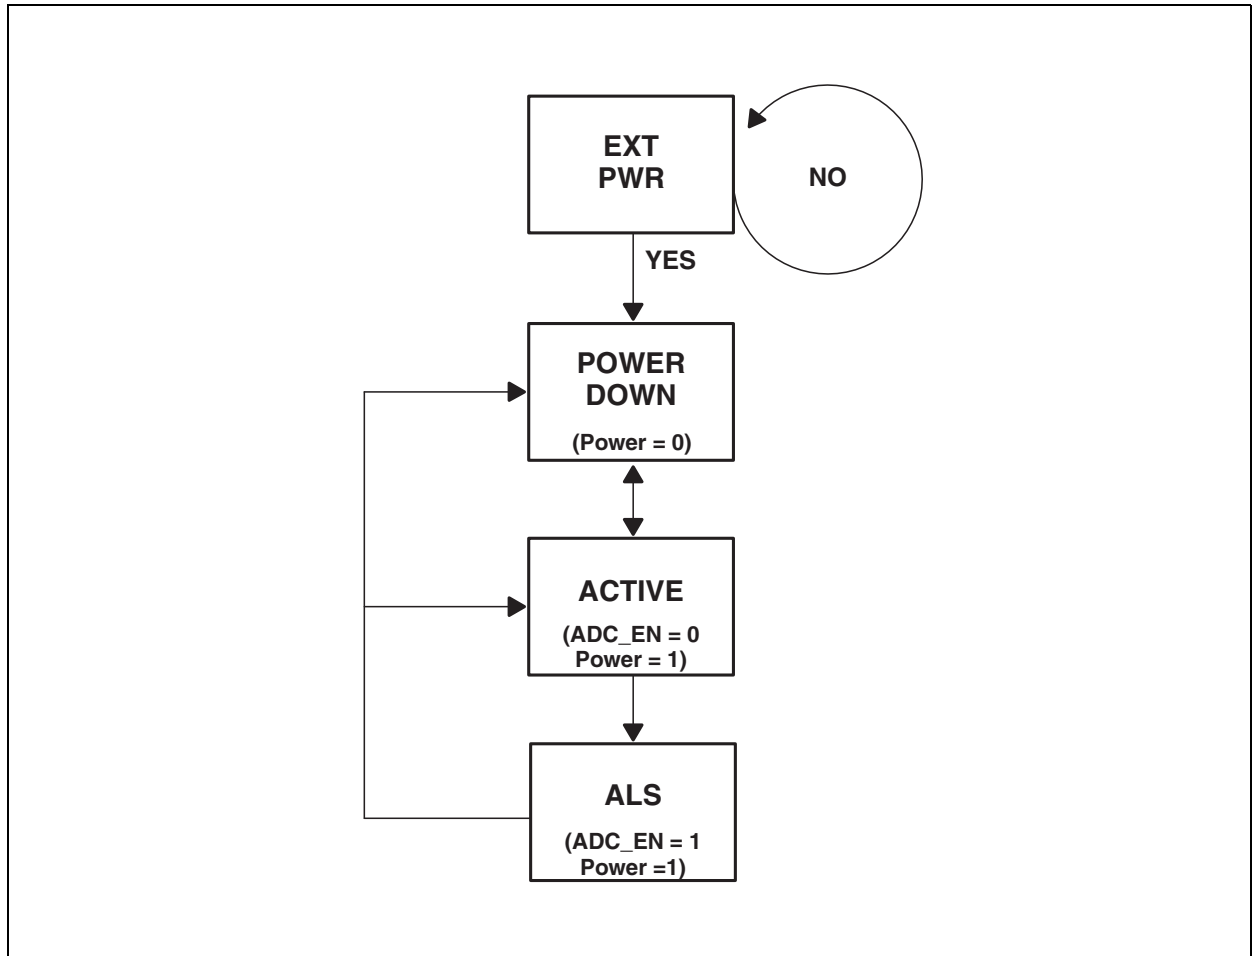 EXT
PWR
NO
YES
POWER
DOWN
(Power = 0)
ACTIVE
(ADC_EN = 0
Power = 1)
ALS
(ADC_EN = 1
Power =1)